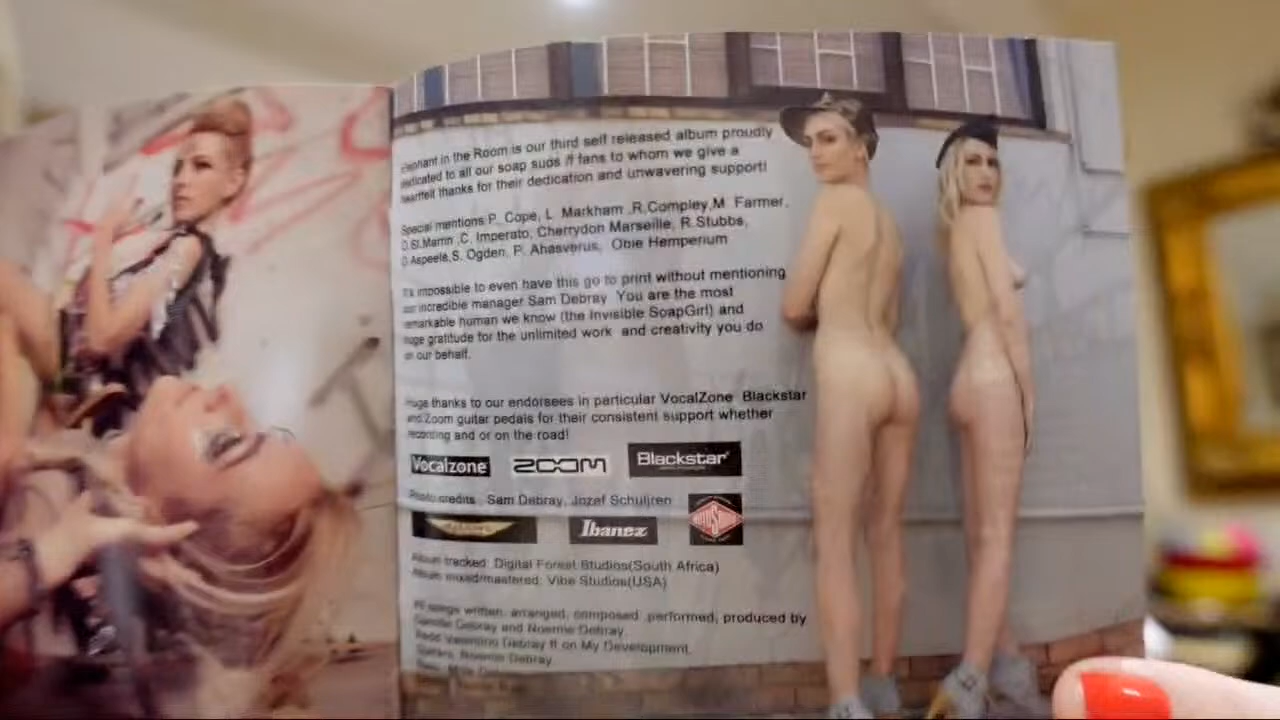 Elephant in the Room is our third self released album proudly
dedicated to all our soap suds // fans to whom we give a
heartfelt thanks for their dedication and unwavering support!
Special mentions P. Cope, L. Markham ,R.Compley,M. Farmer,
D.St.Martin ,C. Imperato, Cherrydon Marseille, R.Stubbs,
D.Aspeele,S. Ogden, P. Ahasverus, Obie Hemperium
It's impossible to even have this go to print without mentioning
our incredible manager Sam Debray You are the most
remarkable human we know (the Invisible SoapGirl) and
huge gratitude for the unlimited work and creativity you do
on our behalf.
Huge thanks to our endorsees in particular VocalZone Blackstar
and Zoom guitar pedals for their consistent support whether
recording and or on the road!
Vocalzone ZOOM Blackstar
Photo credits Sam Debray, Jozef Schuljren
Ibanez
Album tracked: Digital Forest Studios(South Africa)
Album mixed/mastered: Vibe Studios(USA)
All songs written, arranged, composed performed, produced by
Camille Debray and Noemie Debray.
Valentino Debray II on My Development.
Guitars, Noemie Debray